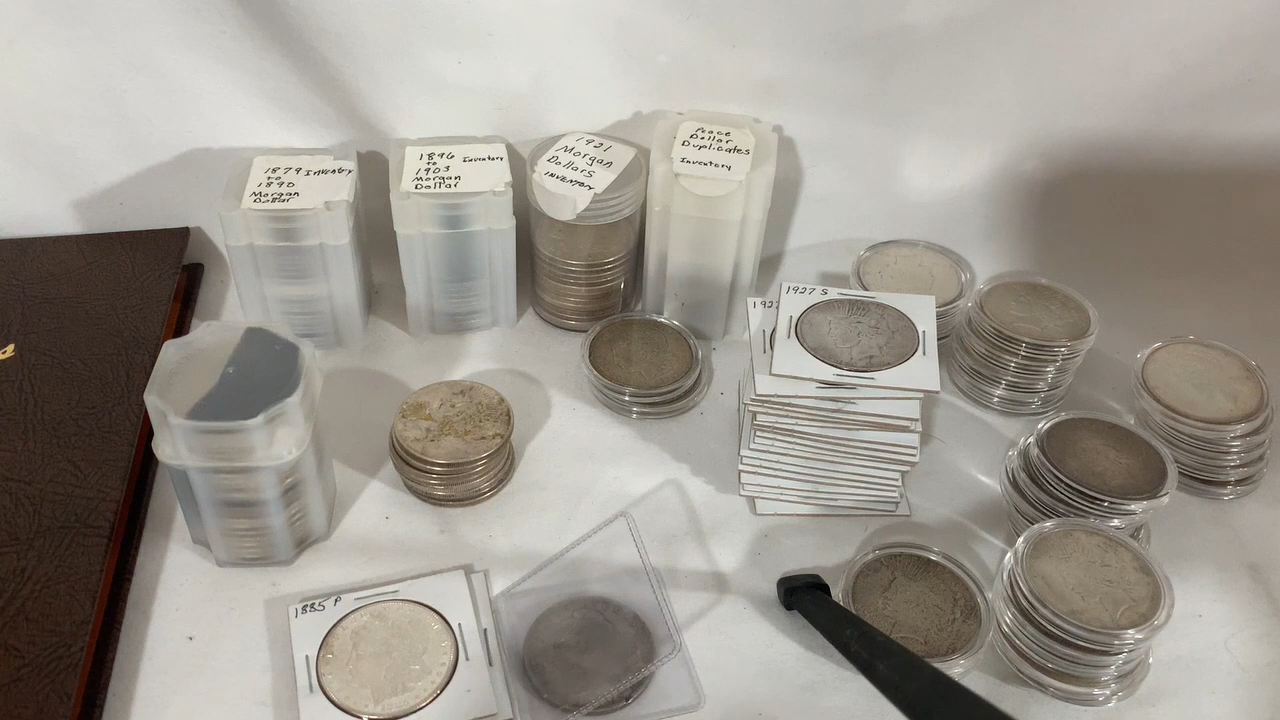 1879 Inventory
to
1890
Morgan
Dollar
1896 Inventory
to
1903
Morgan
Dollar
1921
Morgan
Dollars
INVENTORY
Peace
Dollar
Duplicates
Inventory
1927 S
192
1885 P